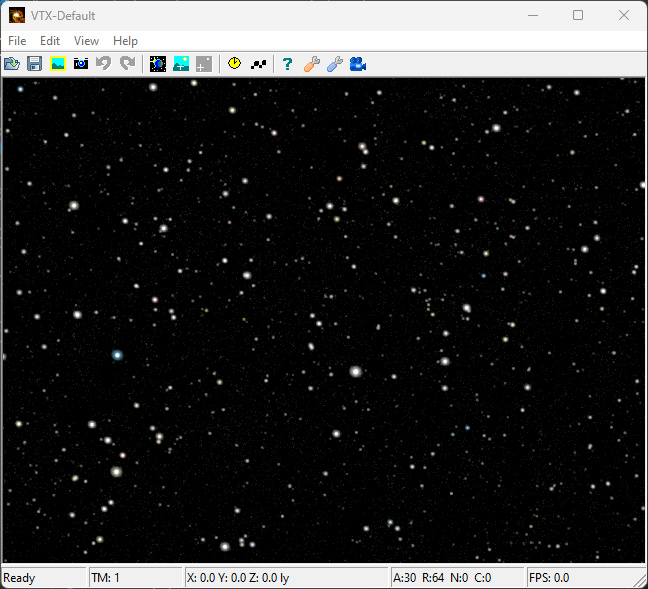 VTX-Default
File Edit View Help
?
Ready TM: 1 X: 0.0 Y: 0.0 Z: 0.0 ly A:30 R:64 N:0 C:0 FPS: 0.0